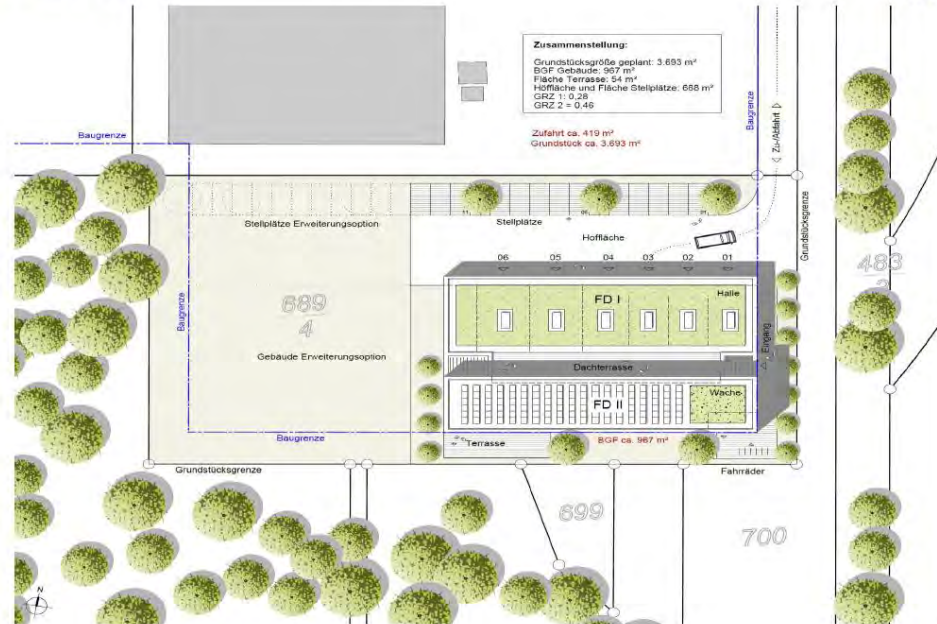 Zusammenstellung:
Grundstücksgröße geplant: 3.693 m²
BGF Gebäude: 967 m²
Fläche Terrasse: 54 m²
Hoffläche und Fläche Stellplätze: 668 m²
GRZ 1: 0,28
GRZ 2 = 0,46
Zufahrt ca. 419 m²
Grundstück ca. 3.693 m²
Baugrenze
Baugrenze
Zu-/Abfahrt
Grundstücksgrenze
Stellplätze Erweiterungsoption
Stellplätze
Hoffläche
06 05 04 03 02 01
483
689
4
FD I
Halle
Baugrenze
Eingang
Gebäude Erweiterungsoption
Dachterrasse
Wache
FD II
Baugrenze
Terrasse
BGF ca. 967 m²
Grundstücksgrenze
Fahrräder
699
700
N